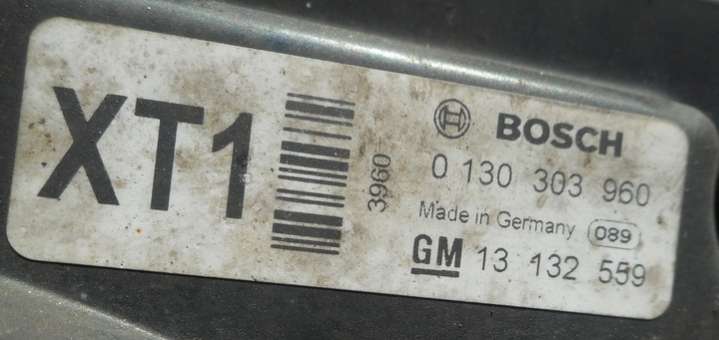 XT1
3960
BOSCH
0 130 303 960
Made in Germany 089
GM 13 132 559